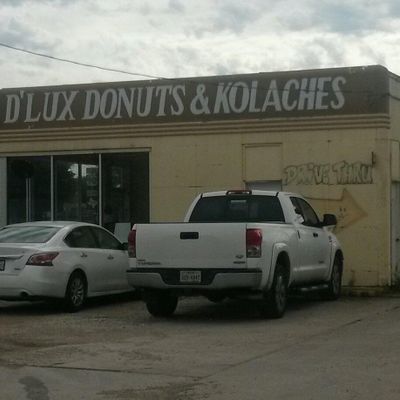 D'LUX DONUTS & KOLACHES
DRIVE THRU